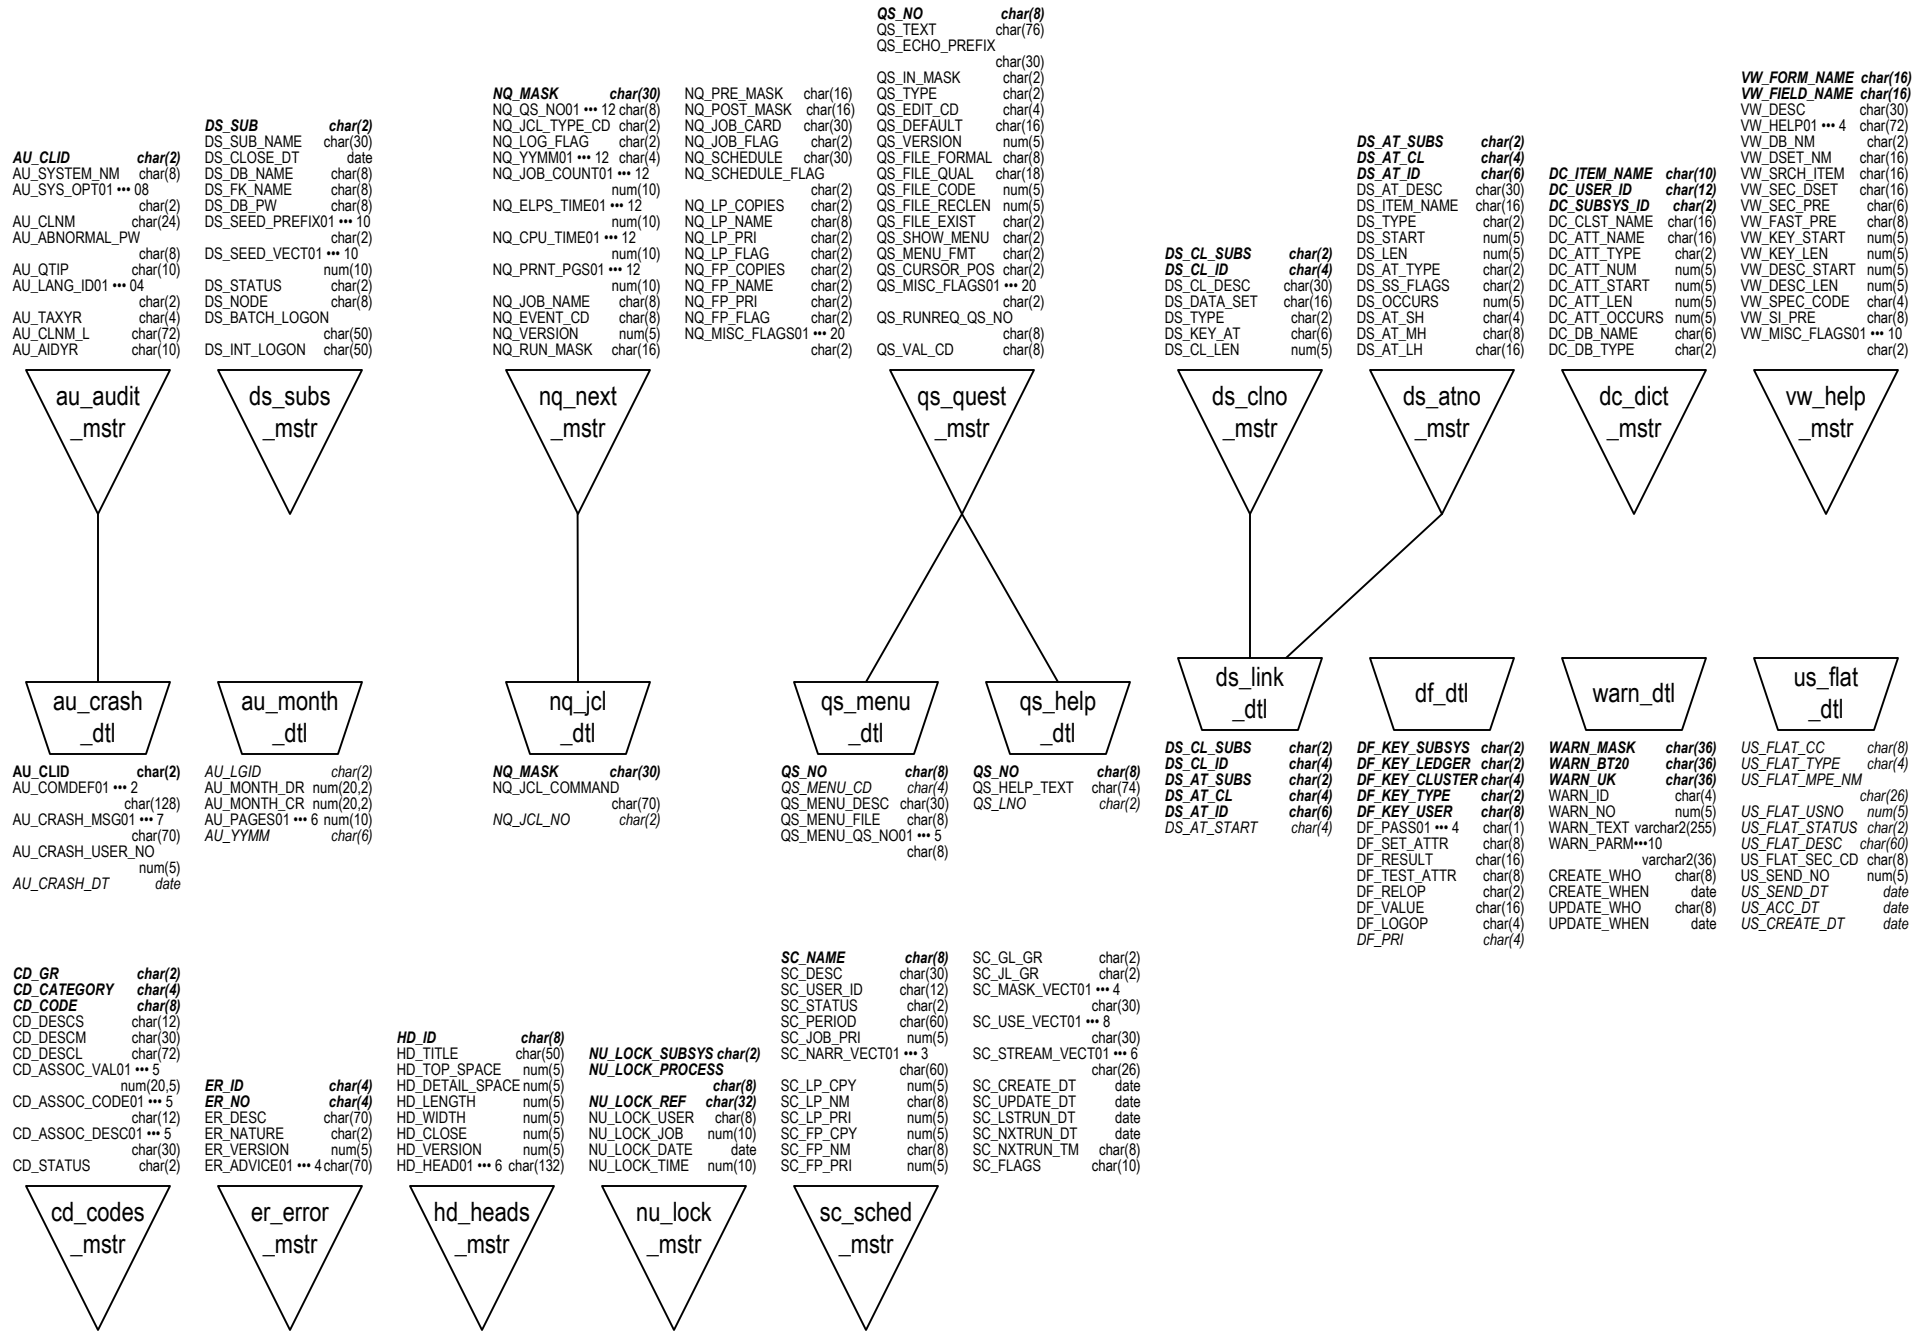 AU_CLID char(2)
AU_SYSTEM_NM char(8)
AU_SYS_OPT01 ••• 08
char(2)
AU_CLNM char(24)
AU_ABNORMAL_PW
char(8)
AU_QTIP char(10)
AU_LANG_ID01 ••• 04
char(2)
AU_TAXYR char(4)
AU_CLNM_L char(72)
AU_AIDYR char(10)
au_audit
_mstr
DS_SUB char(2)
DS_SUB_NAME char(30)
DS_CLOSE_DT date
DS_DB_NAME char(8)
DS_FK_NAME char(8)
DS_DB_PW char(8)
DS_SEED_PREFIX01 ••• 10
char(2)
DS_SEED_VECT01 ••• 10
num(10)
DS_STATUS char(2)
DS_NODE char(8)
DS_BATCH_LOGON
char(50)
DS_INT_LOGON char(50)
ds_subs
_mstr
NQ_MASK char(30)
NQ_QS_NO01 ••• 12 char(8)
NQ_JCL_TYPE_CD char(2)
NQ_LOG_FLAG char(2)
NQ_YYMM01 ••• 12 char(4)
NQ_JOB_COUNT01 ••• 12
num(10)
NQ_ELPS_TIME01 ••• 12
num(10)
NQ_CPU_TIME01 ••• 12
num(10)
NQ_PRNT_PGS01 ••• 12
num(10)
NQ_JOB_NAME char(8)
NQ_EVENT_CD char(8)
NQ_VERSION num(5)
NQ_RUN_MASK char(16)
NQ_PRE_MASK char(16)
NQ_POST_MASK char(16)
NQ_JOB_CARD char(30)
NQ_JOB_FLAG char(2)
NQ_SCHEDULE char(30)
NQ_SCHEDULE_FLAG
char(2)
NQ_LP_COPIES char(2)
NQ_LP_NAME char(8)
NQ_LP_PRI char(2)
NQ_LP_FLAG char(2)
NQ_FP_COPIES char(2)
NQ_FP_NAME char(2)
NQ_FP_PRI char(2)
NQ_FP_FLAG char(2)
NQ_MISC_FLAGS01 ••• 20
char(2)
nq_next
_mstr
QS_NO char(8)
QS_TEXT char(76)
QS_ECHO_PREFIX
char(30)
QS_IN_MASK char(2)
QS_TYPE char(2)
QS_EDIT_CD char(4)
QS_DEFAULT char(16)
QS_VERSION num(5)
QS_FILE_FORMAL char(8)
QS_FILE_QUAL char(18)
QS_FILE_CODE num(5)
QS_FILE_RECLEN num(5)
QS_FILE_EXIST char(2)
QS_SHOW_MENU char(2)
QS_MENU_FMT char(2)
QS_CURSOR_POS char(2)
QS_MISC_FLAGS01 ••• 20
char(2)
QS_RUNREQ_QS_NO
char(8)
QS_VAL_CD char(8)
qs_quest
_mstr
DS_CL_SUBS char(2)
DS_CL_ID char(4)
DS_CL_DESC char(30)
DS_DATA_SET char(16)
DS_TYPE char(2)
DS_KEY_AT char(6)
DS_CL_LEN num(5)
ds_clno
_mstr
DS_AT_SUBS char(2)
DS_AT_CL char(4)
DS_AT_ID char(6)
DS_AT_DESC char(30)
DS_ITEM_NAME char(16)
DS_TYPE char(2)
DS_START num(5)
DS_LEN num(5)
DS_AT_TYPE char(2)
DS_SS_FLAGS char(2)
DS_OCCURS num(5)
DS_AT_SH char(4)
DS_AT_MH char(8)
DS_AT_LH char(16)
ds_atno
_mstr
DC_ITEM_NAME char(10)
DC_USER_ID char(12)
DC_SUBSYS_ID char(2)
DC_CLST_NAME char(16)
DC_ATT_NAME char(16)
DC_ATT_TYPE char(2)
DC_ATT_NUM num(5)
DC_ATT_START num(5)
DC_ATT_LEN num(5)
DC_ATT_OCCURS num(5)
DC_DB_NAME char(6)
DC_DB_TYPE char(2)
dc_dict
_mstr
VW_FORM_NAME char(16)
VW_FIELD_NAME char(16)
VW_DESC char(30)
VW_HELP01 ••• 4 char(72)
VW_DB_NM char(2)
VW_DSET_NM char(16)
VW_SRCH_ITEM char(16)
VW_SEC_DSET char(16)
VW_SEC_PRE char(6)
VW_FAST_PRE char(8)
VW_KEY_START num(5)
VW_KEY_LEN num(5)
VW_DESC_START num(5)
VW_DESC_LEN num(5)
VW_SPEC_CODE char(4)
VW_SI_PRE char(8)
VW_MISC_FLAGS01 ••• 10
char(2)
vw_help
_mstr
au_crash
_dtl
AU_CLID char(2)
AU_COMDEF01 ••• 2
char(128)
AU_CRASH_MSG01 ••• 7
char(70)
AU_CRASH_USER_NO
num(5)
AU_CRASH_DT date
au_month
_dtl
AU_LGID char(2)
AU_MONTH_DR num(20,2)
AU_MONTH_CR num(20,2)
AU_PAGES01 ••• 6 num(10)
AU_YYMM char(6)
nq_jcl
_dtl
NQ_MASK char(30)
NQ_JCL_COMMAND
char(70)
NQ_JCL_NO char(2)
qs_menu
_dtl
QS_NO char(8)
QS_MENU_CD char(4)
QS_MENU_DESC char(30)
QS_MENU_FILE char(8)
QS_MENU_QS_NO01 ••• 5
char(8)
qs_help
_dtl
QS_NO char(8)
QS_HELP_TEXT char(74)
QS_LNO char(2)
ds_link
_dtl
DS_CL_SUBS char(2)
DS_CL_ID char(4)
DS_AT_SUBS char(2)
DS_AT_CL char(4)
DS_AT_ID char(6)
DS_AT_START char(4)
df_dtl
DF_KEY_SUBSYS char(2)
DF_KEY_LEDGER char(2)
DF_KEY_CLUSTER char(4)
DF_KEY_TYPE char(2)
DF_KEY_USER char(8)
DF_PASS01 ••• 4 char(1)
DF_SET_ATTR char(8)
DF_RESULT char(16)
DF_TEST_ATTR char(8)
DF_RELOP char(2)
DF_VALUE char(16)
DF_LOGOP char(4)
DF_PRI char(4)
warn_dtl
WARN_MASK char(36)
WARN_BT20 char(36)
WARN_UK char(36)
WARN_ID char(4)
WARN_NO num(5)
WARN_TEXT varchar2(255)
WARN_PARM•••10
varchar2(36)
CREATE_WHO char(8)
CREATE_WHEN date
UPDATE_WHO char(8)
UPDATE_WHEN date
us_flat
_dtl
US_FLAT_CC char(8)
US_FLAT_TYPE char(4)
US_FLAT_MPE_NM
char(26)
US_FLAT_USNO num(5)
US_FLAT_STATUS char(2)
US_FLAT_DESC char(60)
US_FLAT_SEC_CD char(8)
US_SEND_NO num(5)
US_SEND_DT date
US_ACC_DT date
US_CREATE_DT date
CD_GR char(2)
CD_CATEGORY char(4)
CD_CODE char(8)
CD_DESCS char(12)
CD_DESCM char(30)
CD_DESCL char(72)
CD_ASSOC_VAL01 ••• 5
num(20,5)
CD_ASSOC_CODE01 ••• 5
char(12)
CD_ASSOC_DESC01 ••• 5
char(30)
CD_STATUS char(2)
cd_codes
_mstr
ER_ID char(4)
ER_NO char(4)
ER_DESC char(70)
ER_NATURE char(2)
ER_VERSION num(5)
ER_ADVICE01 ••• 4 char(70)
er_error
_mstr
HD_ID char(8)
HD_TITLE char(50)
HD_TOP_SPACE num(5)
HD_DETAIL_SPACE num(5)
HD_LENGTH num(5)
HD_WIDTH num(5)
HD_CLOSE num(5)
HD_VERSION num(5)
HD_HEAD01 ••• 6 char(132)
hd_heads
_mstr
NU_LOCK_SUBSYS char(2)
NU_LOCK_PROCESS
char(8)
NU_LOCK_REF char(32)
NU_LOCK_USER char(8)
NU_LOCK_JOB num(10)
NU_LOCK_DATE date
NU_LOCK_TIME num(10)
nu_lock
_mstr
SC_NAME char(8)
SC_DESC char(30)
SC_USER_ID char(12)
SC_STATUS char(2)
SC_PERIOD char(60)
SC_JOB_PRI num(5)
SC_NARR_VECT01 ••• 3
char(60)
SC_LP_CPY num(5)
SC_LP_NM char(8)
SC_LP_PRI num(5)
SC_FP_CPY num(5)
SC_FP_NM char(8)
SC_FP_PRI num(5)
SC_GL_GR char(2)
SC_JL_GR char(2)
SC_MASK_VECT01 ••• 4
char(30)
SC_USE_VECT01 ••• 8
char(30)
SC_STREAM_VECT01 ••• 6
char(26)
SC_CREATE_DT date
SC_UPDATE_DT date
SC_LSTRUN_DT date
SC_NXTRUN_DT date
SC_NXTRUN_TM char(8)
SC_FLAGS char(10)
sc_sched
_mstr